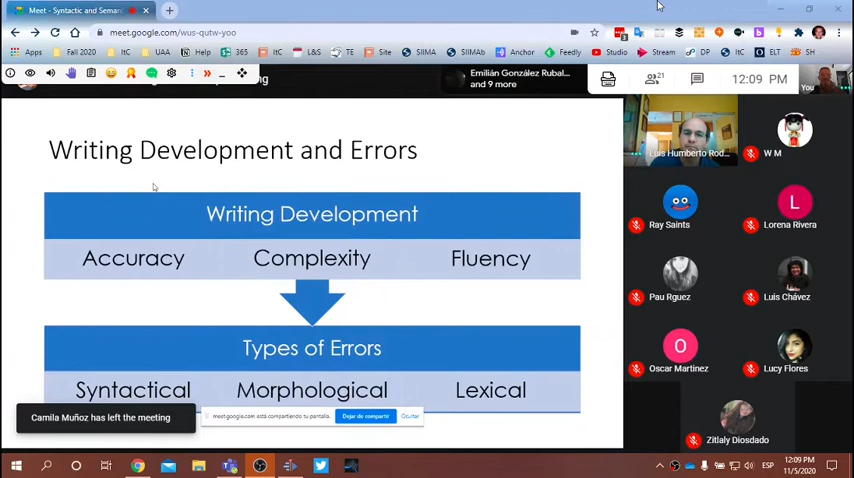 Meet - Syntactic and Seman
meet.google.com/wus-qutw-yoo
Apps Fall 2020 ItC UAA Help 365 ItC L&S TE Site SIIMA SIIMAb Anchor Feedly Studio Stream DP ItC ELT SH
Emilián González Rubal...
and 9 more
21
12:09 PM
You
Writing Development and Errors
Writing Development
Accuracy Complexity Fluency
Types of Errors
Syntactical Morphological Lexical
Luis Humberto Rod
W M
Ray Saints
L
Lorena Rivera
Pau Rguez
Luis Chávez
O
Oscar Martinez
Lucy Flores
Zitlaly Diosdado
Camila Muñoz has left the meeting
meet.google.com está compartiendo tu pantalla.
Dejar de compartir
Ocultar
ESP
12:09 PM
11/5/2020